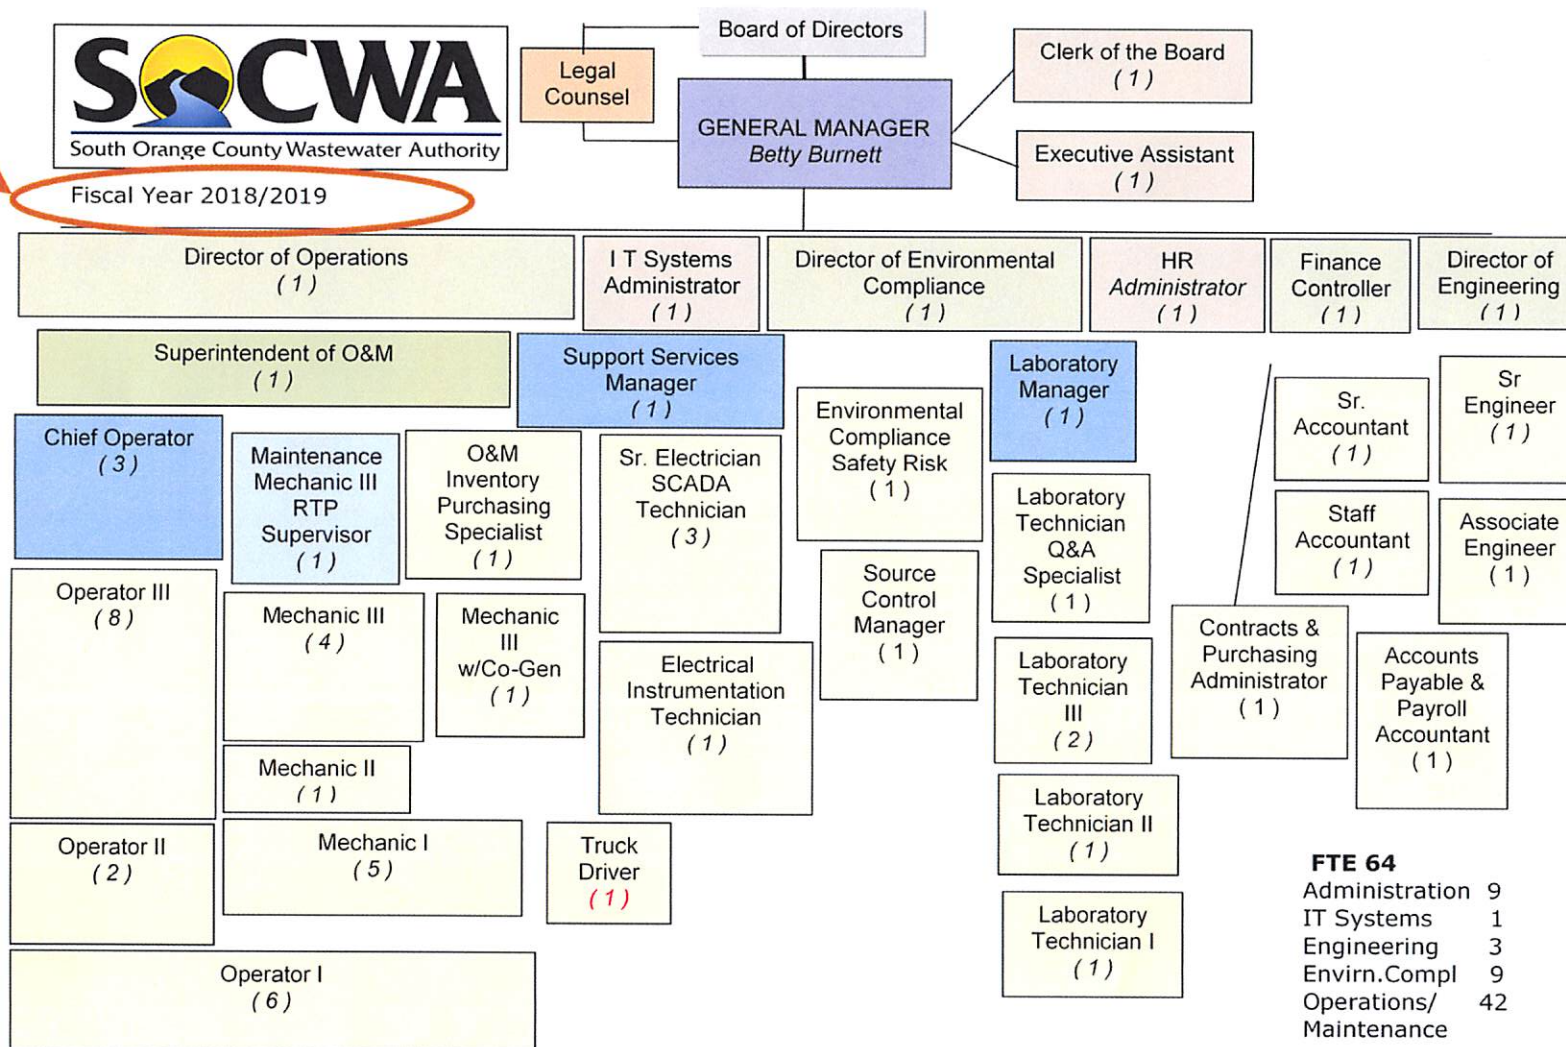 SOCWA
South Orange County Wastewater Authority
Fiscal Year 2018/2019
Board of Directors
Legal
Counsel
GENERAL MANAGER
Betty Burnett
Clerk of the Board
(1)
Executive Assistant
(1)
Director of Operations
(1)
I T Systems
Administrator
(1)
Director of Environmental
Compliance
(1)
HR
Administrator
(1)
Finance
Controller
(1)
Director of
Engineering
(1)
Superintendent of O&M
(1)
Support Services
Manager
(1)
Laboratory
Manager
(1)
Chief Operator
(3)
Maintenance
Mechanic III
RTP
Supervisor
(1)
O&M
Inventory
Purchasing
Specialist
(1)
Sr. Electrician
SCADA
Technician
(3)
Environmental
Compliance
Safety Risk
(1)
Laboratory
Technician
Q&A
Specialist
(1)
Sr.
Accountant
(1)
Sr
Engineer
(1)
Staff
Accountant
(1)
Associate
Engineer
(1)
Operator III
(8)
Mechanic III
(4)
Mechanic
III
w/Co-Gen
(1)
Electrical
Instrumentation
Technician
(1)
Source
Control
Manager
(1)
Laboratory
Technician
III
(2)
Contracts &
Purchasing
Administrator
(1)
Accounts
Payable &
Payroll
Accountant
(1)
Mechanic II
(1)
Laboratory
Technician II
(1)
Operator II
(2)
Mechanic I
(5)
Truck
Driver
(1)
Laboratory
Technician I
(1)
Operator I
(6)
FTE 64
Administration 9
IT Systems 1
Engineering 3
Envirn.Compl 9
Operations/ 42
Maintenance